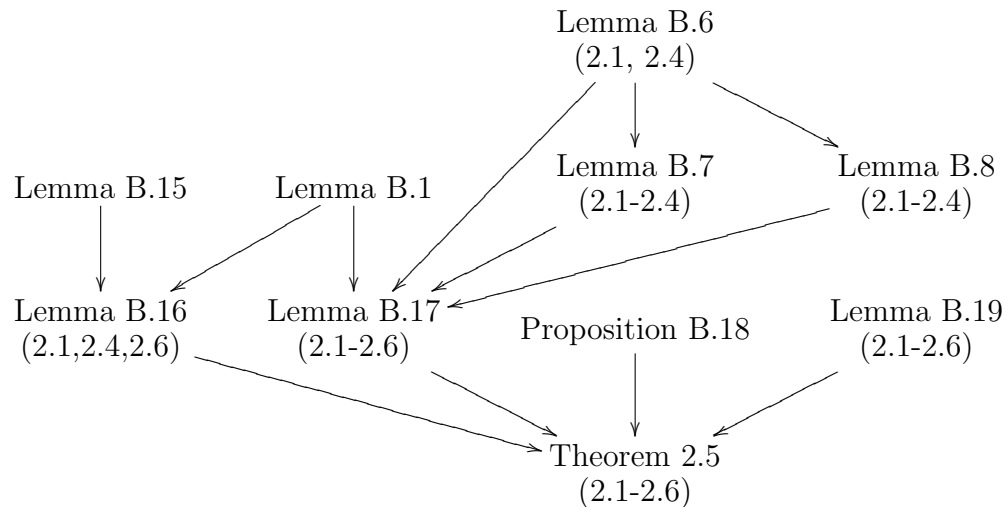 Lemma B.6
(2.1, 2.4)
Lemma B.15
Lemma B.1
Lemma B.7
(2.1-2.4)
Lemma B.8
(2.1-2.4)
Lemma B.16
(2.1,2.4,2.6)
Lemma B.17
(2.1-2.6)
Proposition B.18
Lemma B.19
(2.1-2.6)
Theorem 2.5
(2.1-2.6)